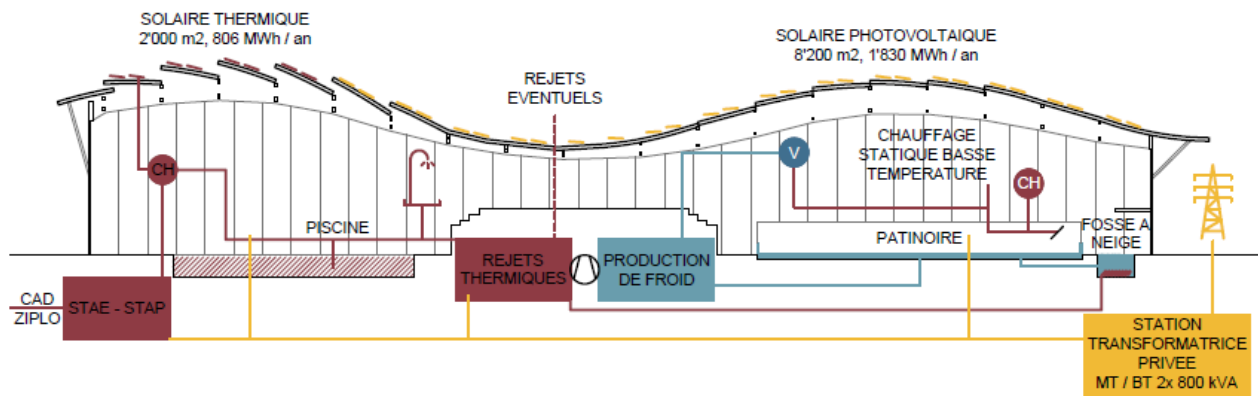 SOLAIRE THERMIQUE
2'000 m2, 806 MWh / an
SOLAIRE PHOTOVOLTAIQUE
8'200 m2, 1'830 MWh / an
REJETS
EVENTUELS
CHAUFFAGE
STATIQUE BASSE
TEMPERATURE
V
CH
CH
PISCINE
PATINOIRE
FOSSE A
NEIGE
REJETS
THERMIQUES
PRODUCTION
DE FROID
CAD
ZIPLO
STAE - STAP
STATION
TRANSFORMATRICE
PRIVEE
MT / BT 2x 800 kVA